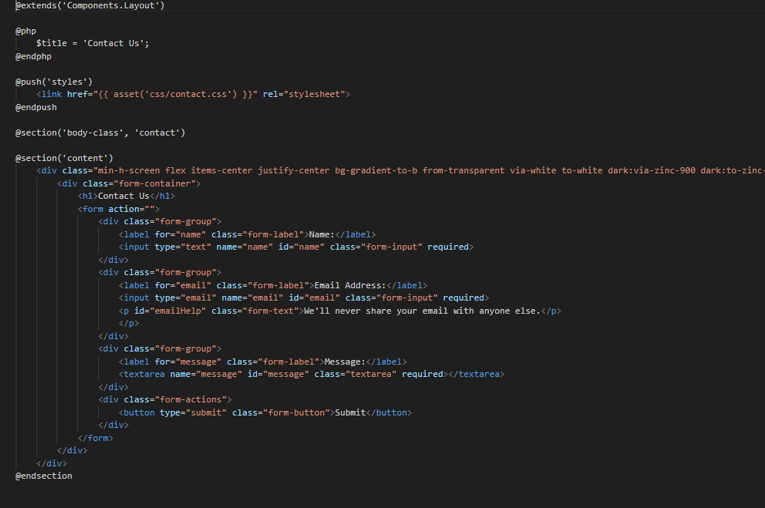 @extends('Components.Layout')
@php
$title = 'Contact Us';
@endphp
@push('styles')
<link href="{{ asset('css/contact.css') }}" rel="stylesheet">
@endpush
@section('body-class', 'contact')
@section('content')
<div class="min-h-screen flex items-center justify-center bg-gradient-to-b from-transparent via-white to-white dark:via-zinc-900 dark:to-zinc-
<div class="form-container">
<h1>Contact Us</h1>
<form action="">
<div class="form-group">
<label for="name" class="form-label">Name:</label>
<input type="text" name="name" id="name" class="form-input" required>
</div>
<div class="form-group">
<label for="email" class="form-label">Email Address:</label>
<input type="email" name="email" id="email" class="form-input" required>
<p id="emailHelp" class="form-text">We'll never share your email with anyone else.</p>
</p>
</div>
<div class="form-group">
<label for="message" class="form-label">Message:</label>
<textarea name="message" id="message" class="textarea" required></textarea>
</div>
<div class="form-actions">
<button type="submit" class="form-button">Submit</button>
</div>
</form>
</div>
</div>
@endsection